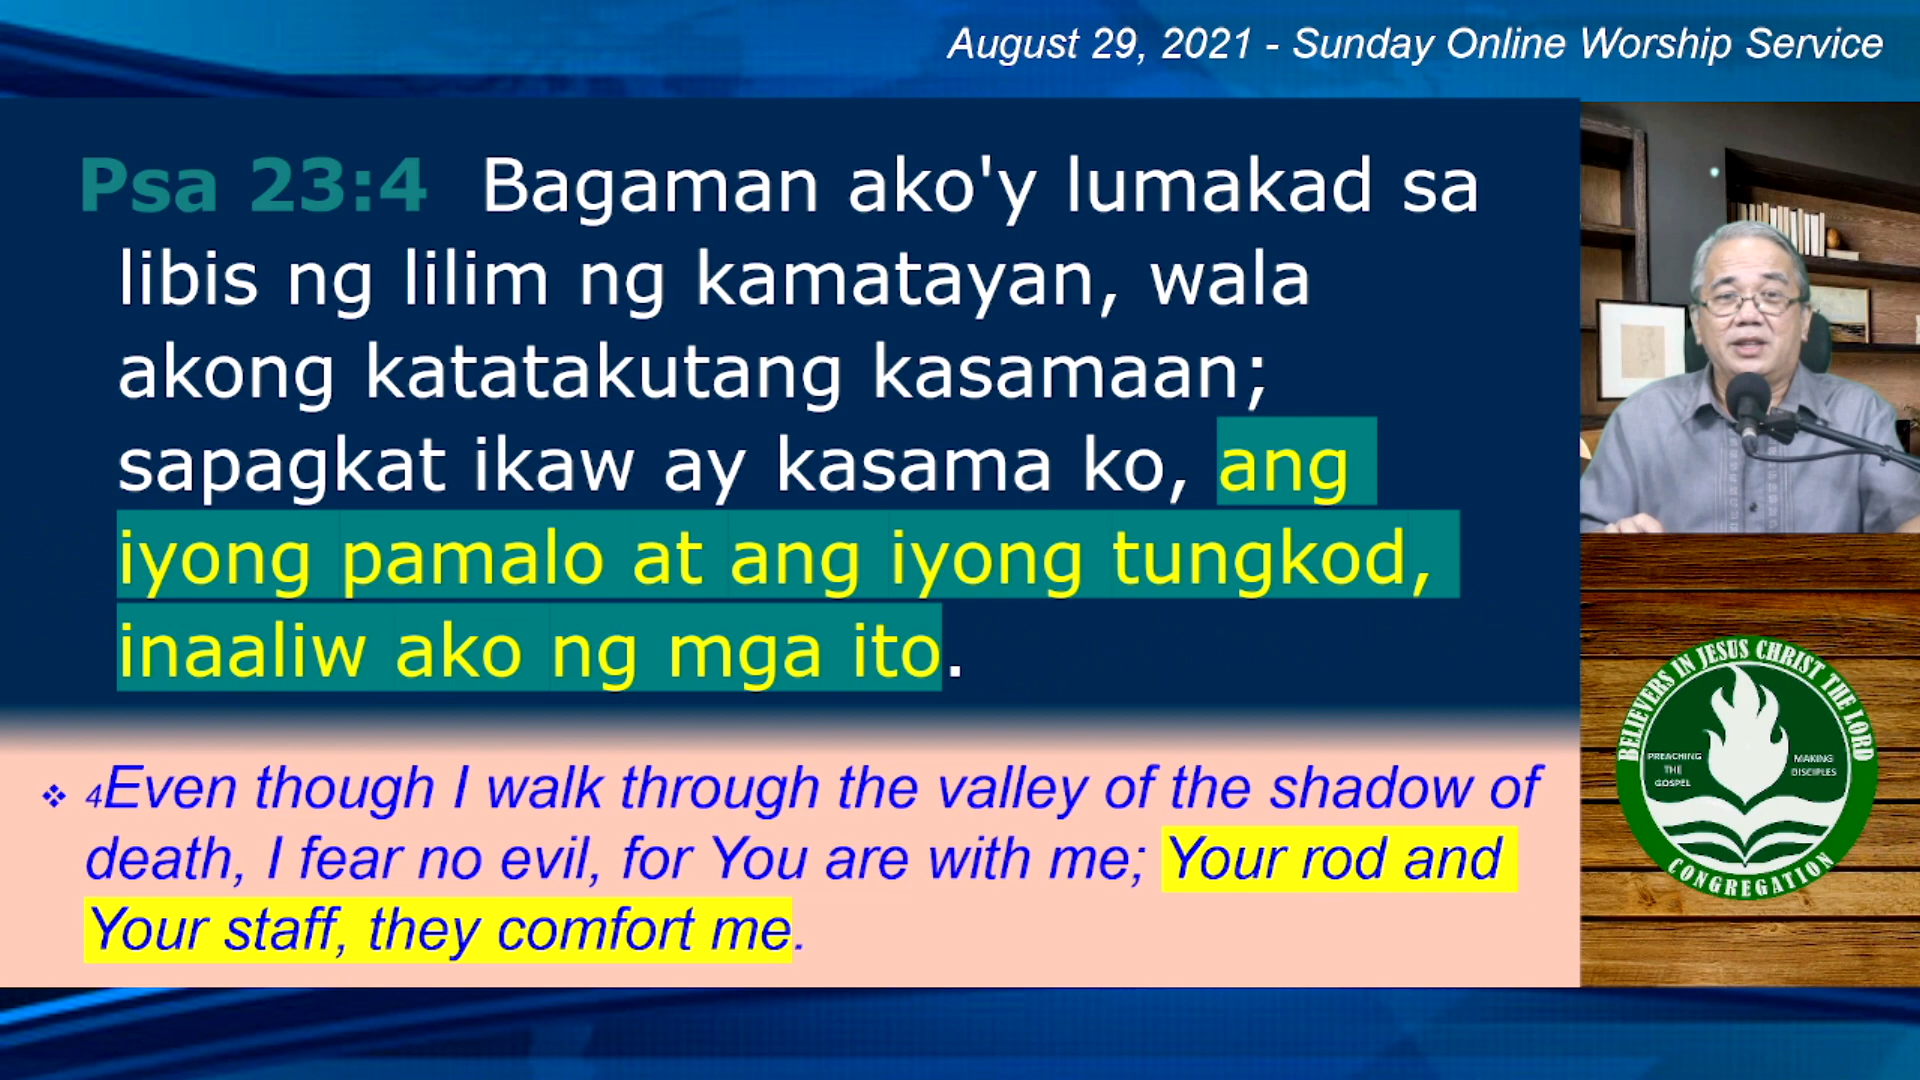 August 29, 2021 - Sunday Online Worship Service
Psa 23:4 Bagaman ako'y lumakad sa
libis ng lilim ng kamatayan, wala
akong katatakutang kasamaan;
sapagkat ikaw ay kasama ko, ang
iyong pamalo at ang iyong tungkod,
inaaliw ako ng mga ito.
4Even though I walk through the valley of the shadow of
death, I fear no evil, for You are with me; Your rod and
Your staff, they comfort me.
BELIEVERS IN JESUS CHRIST THE LORD
PREACHING
THE
GOSPEL
MAKING
DISCIPLES
CONGREGATION